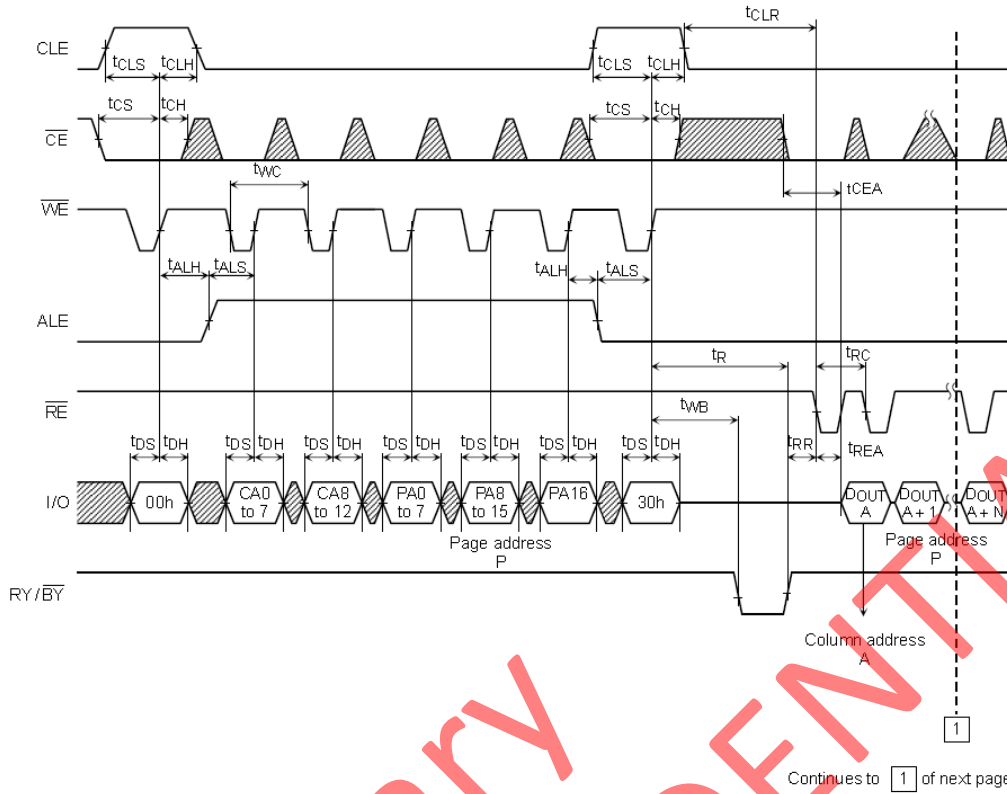 tCLR
CLE
tCLS tCLH tCLS tCLH
tCS tCH tCS tCH
CE
tWC
tCEA
WE
tALH tALS tALH tALS
ALE
tR
tRC
RE
tWB
tDS tDH tDS tDH tDS tDH tDS tDH tDS tDH tDS tDH tDS tDH tRR tREA
I/O
00h
CA0 to 7
CA8 to 12
PA0 to 7
PA8 to 15
PA16
30h
DOUT A
DOUT A + 1
DOUT A + N
Page address P
Page address P
RY/BY
Column address A
1
Continues to 1 of next page